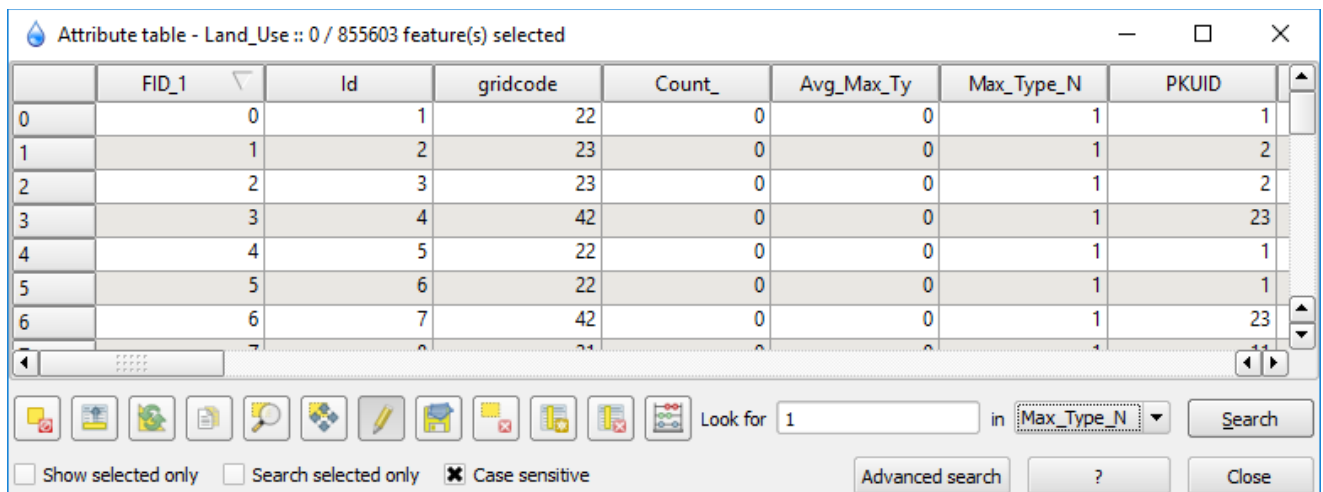 Attribute table - Land_Use :: 0 / 855603 feature(s) selected
FID_1 Id gridcode Count_ Avg_Max_Ty Max_Type_N PKUID
0 0 1 22 0 0 1 1
1 1 2 23 0 0 1 2
2 2 3 23 0 0 1 2
3 3 4 42 0 0 1 23
4 4 5 22 0 0 1 1
5 5 6 22 0 0 1 1
6 6 7 42 0 0 1 23
Look for 1 in Max_Type_N Search
Show selected only Search selected only Case sensitive Advanced search ? Close